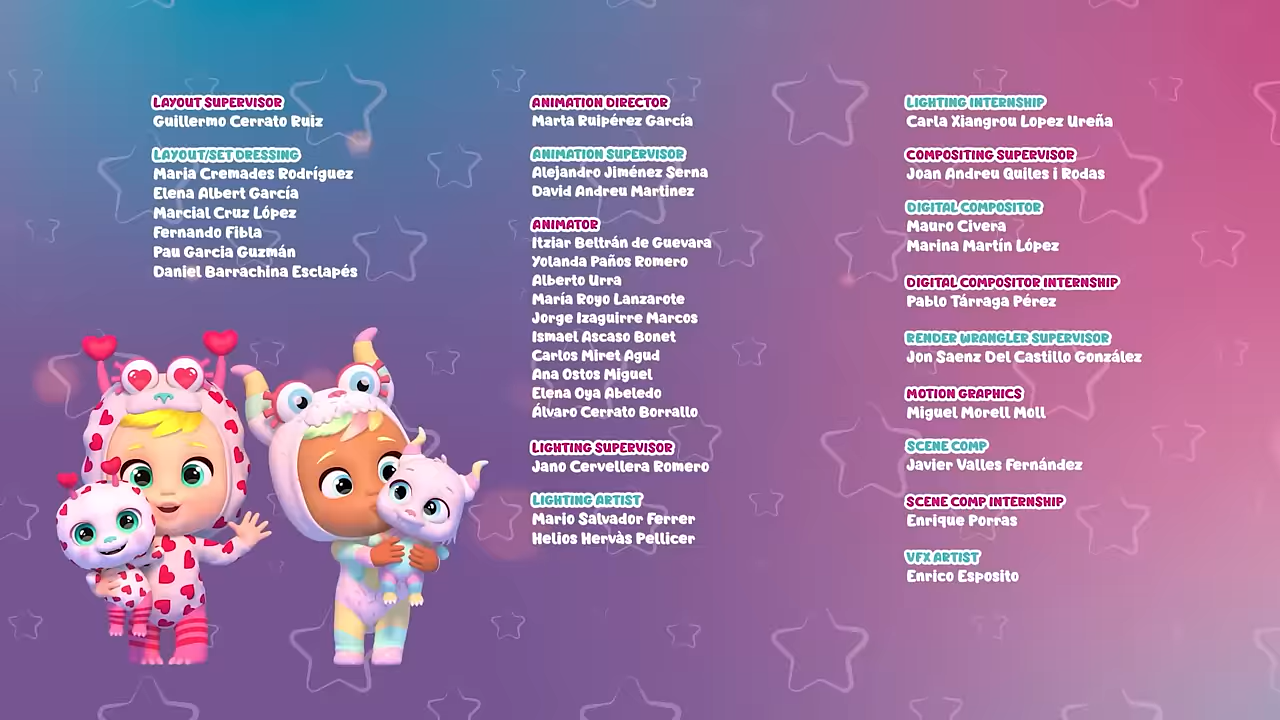 LAYOUT SUPERVISOR
Guillermo Cerrato Ruiz
LAYOUT/SET DRESSING
Maria Cremades Rodríguez
Elena Albert García
Marcial Cruz López
Fernando Fibla
Pau Garcia Guzmán
Daniel Barrachina Esclapés
ANIMATION DIRECTOR
Marta Ruipérez García
ANIMATION SUPERVISOR
Alejandro Jiménez Serna
David Andreu Martinez
ANIMATOR
Itziar Beltrán de Guevara
Yolanda Paños Romero
Alberto Urra
María Royo Lanzarote
Jorge Izaguirre Marcos
Ismael Ascaso Bonet
Carlos Miret Agud
Ana Ostos Miguel
Elena Oya Abeledo
Álvaro Cerrato Borrallo
LIGHTING SUPERVISOR
Jano Cervellera Romero
LIGHTING ARTIST
Mario Salvador Ferrer
Helios Hervàs Pellicer
LIGHTING INTERNSHIP
Carla Xiangrou Lopez Ureña
COMPOSITING SUPERVISOR
Joan Andreu Quiles i Rodas
DIGITAL COMPOSITOR
Mauro Civera
Marina Martín López
DIGITAL COMPOSITOR INTERNSHIP
Pablo Tárraga Pérez
RENDER WRANGLER SUPERVISOR
Jon Saenz Del Castillo González
MOTION GRAPHICS
Miguel Morell Moll
SCENE COMP
Javier Valles Fernández
SCENE COMP INTERNSHIP
Enrique Porras
VFX ARTIST
Enrico Esposito